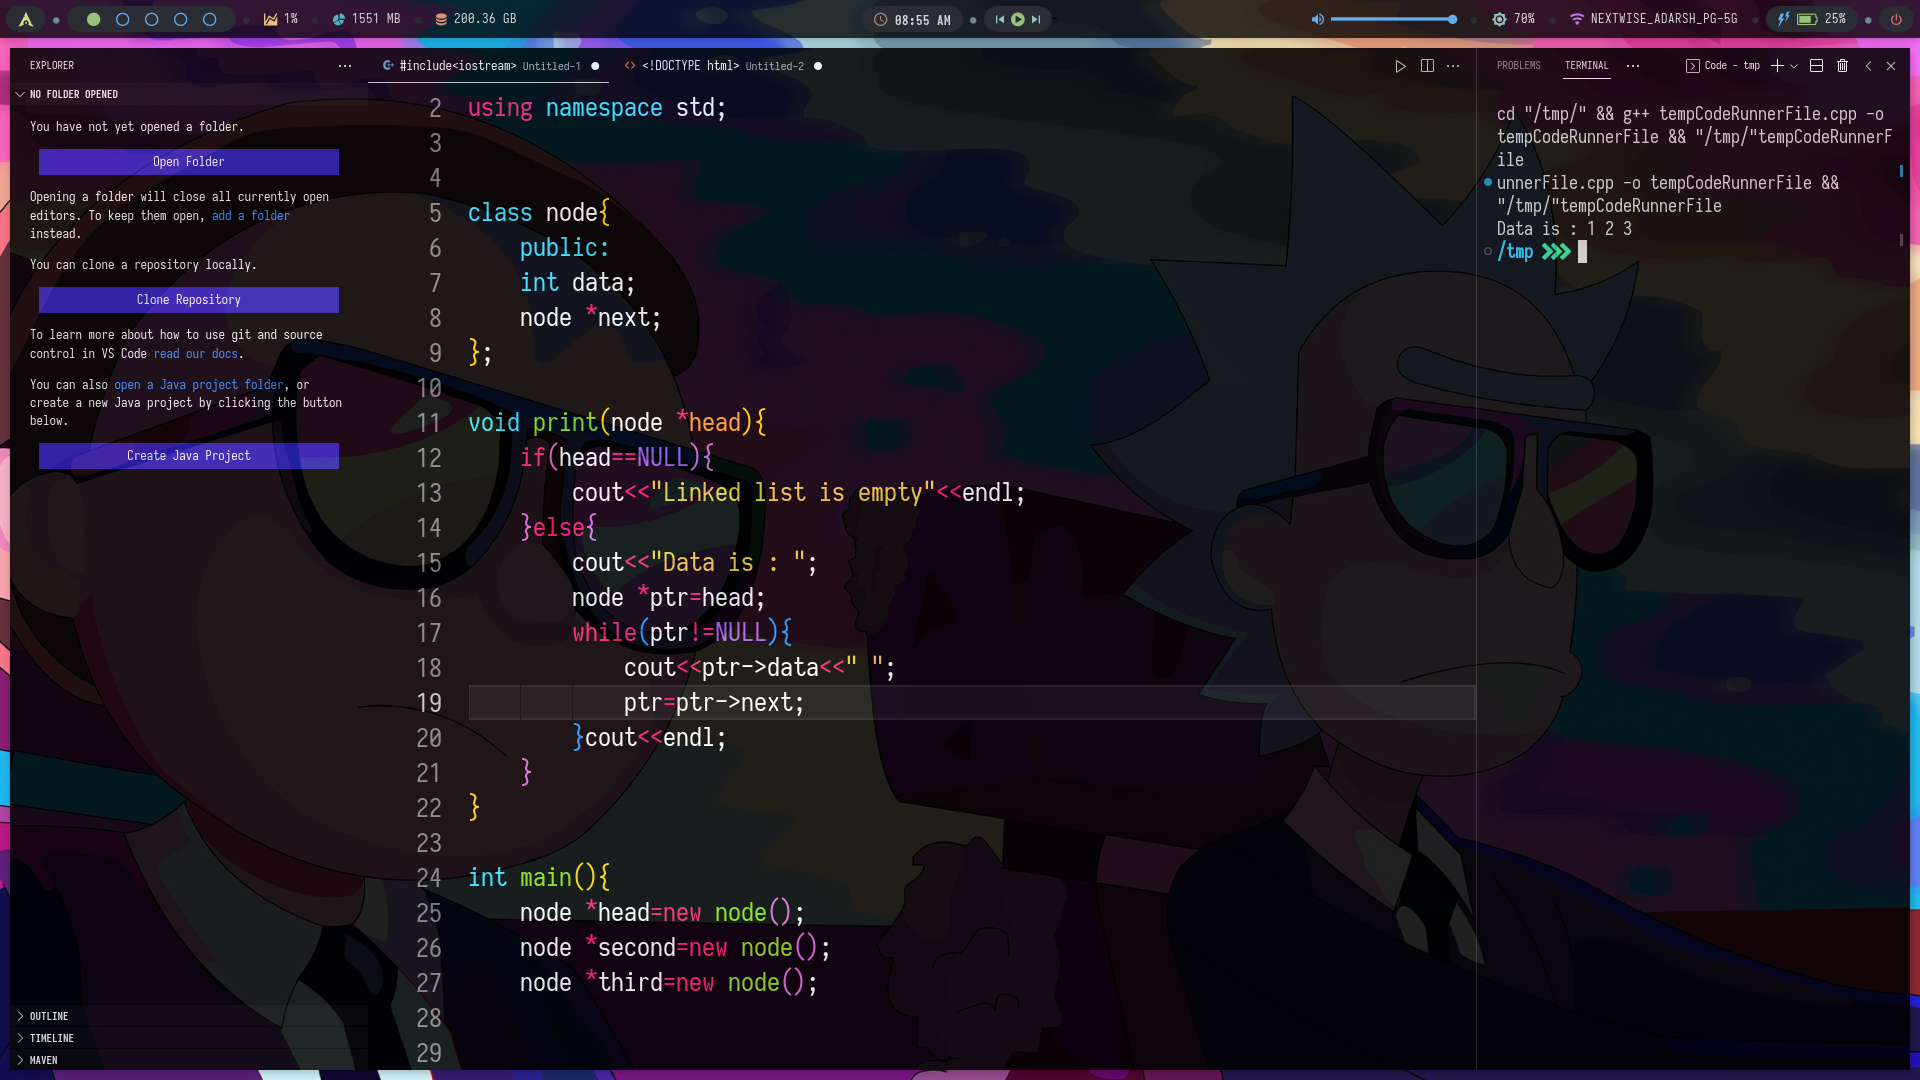 1%
1551 MB
200.36 GB
08:55 AM
70%
NEXTWISE_ADARSH_PG-5G
25%
EXPLORER
NO FOLDER OPENED
You have not yet opened a folder.
Open Folder
Opening a folder will close all currently open
editors. To keep them open, add a folder
instead.
You can clone a repository locally.
Clone Repository
To learn more about how to use git and source
control in VS Code read our docs.
You can also open a Java project folder, or
create a new Java project by clicking the button
below.
Create Java Project
OUTLINE
TIMELINE
MAVEN
#include<iostream> Untitled-1
<!DOCTYPE html> Untitled-2
2 using namespace std;
3
4
5 class node{
6     public:
7     int data;
8     node *next;
9 };
10
11 void print(node *head){
12     if(head==NULL){
13         cout<<"Linked list is empty"<<endl;
14     }else{
15         cout<<"Data is : ";
16         node *ptr=head;
17         while(ptr!=NULL){
18             cout<<ptr->data<<" ";
19             ptr=ptr->next;
20         }cout<<endl;
21     }
22 }
23
24 int main(){
25     node *head=new node();
26     node *second=new node();
27     node *third=new node();
28
29
PROBLEMS
TERMINAL
Code - tmp
cd "/tmp/" && g++ tempCodeRunnerFile.cpp -o
tempCodeRunnerFile && "/tmp/"tempCodeRunnerF
ile
unnerFile.cpp -o tempCodeRunnerFile &&
"/tmp/"tempCodeRunnerFile
Data is : 1 2 3
/tmp ❯❯❯